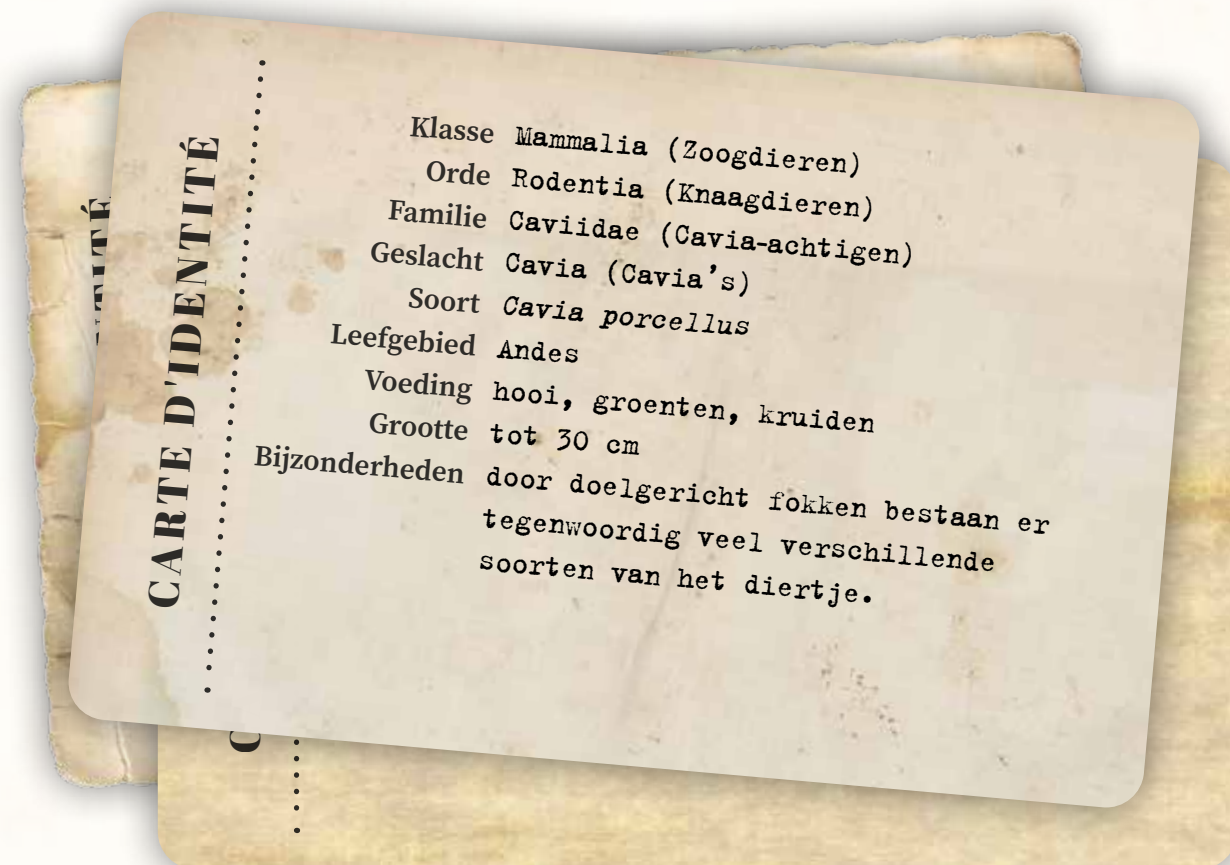 CARTE D'IDENTITÉ
Klasse Mammalia (Zoogdieren)
Orde Rodentia (Knaagdieren)
Familie Caviidae (Cavia-achtigen)
Geslacht Cavia (Cavia's)
Soort Cavia porcellus
Leefgebied Andes
Voeding hooi, groenten, kruiden
Grootte tot 30 cm
Bijzonderheden door doelgericht fokken bestaan er
tegenwoordig veel verschillende
soorten van het diertje.